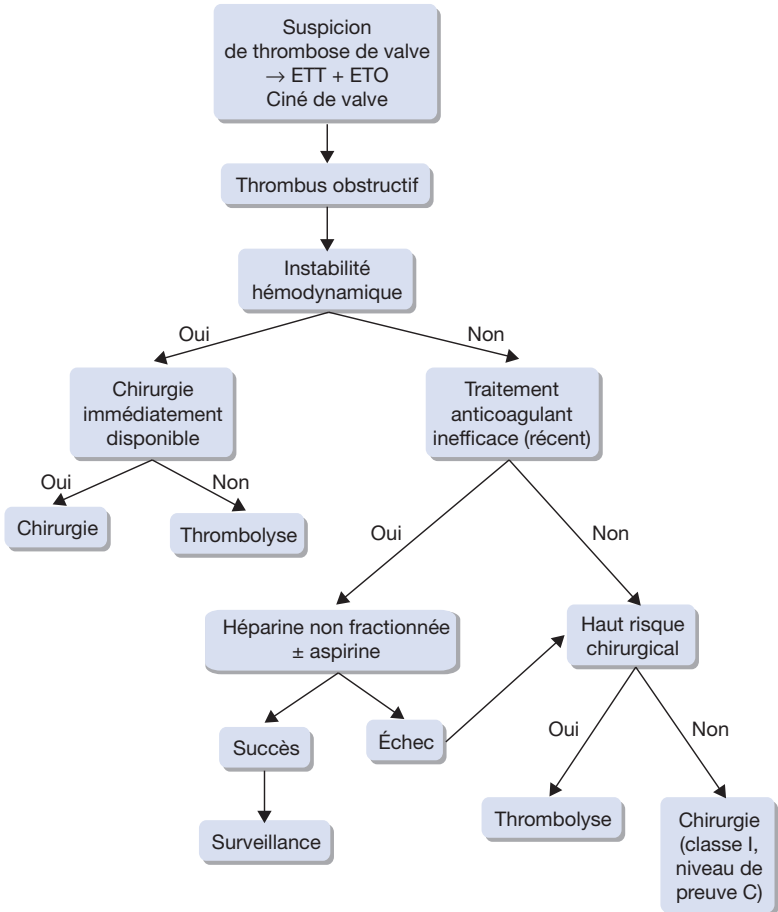 Suspicion
de thrombose de valve
→ ETT + ETO
Ciné de valve
Thrombus obstructif
Instabilité
hémodynamique
Oui
Non
Chirurgie
immédiatement
disponible
Traitement
anticoagulant
inefficace (récent)
Oui
Non
Chirurgie
Thrombolyse
Oui
Non
Héparine non fractionnée
± aspirine
Haut risque
chirurgical
Succès
Échec
Oui
Non
Surveillance
Thrombolyse
Chirurgie
(classe I,
niveau de
preuve C)